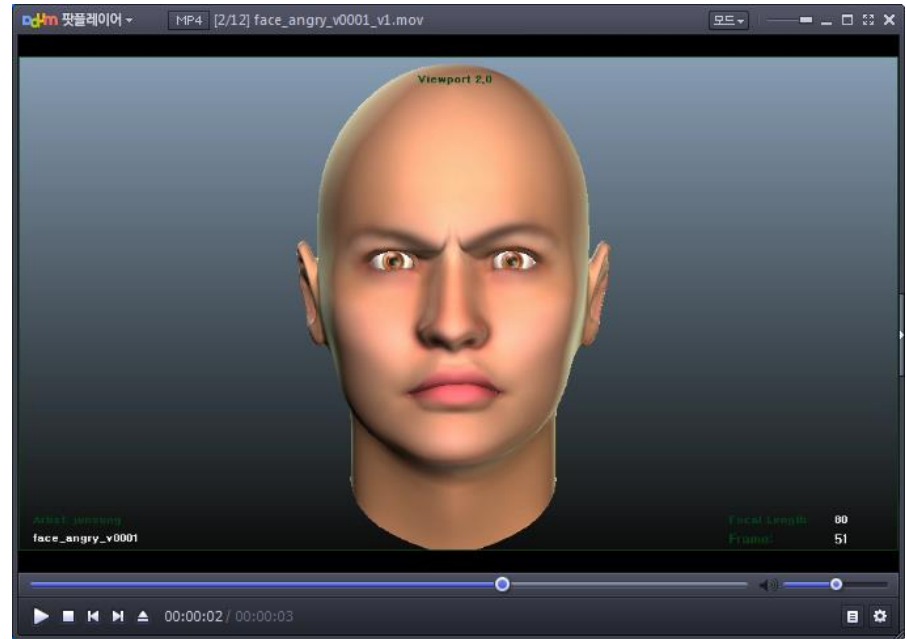 Daum 팟플레이어
MP4 [2/12] face_angry_v0001_v1.mov
모드
Viewport 2.0
Artist: junsung
face_angry_v0001
Focal Length: 80
Frame: 51
00:00:02 / 00:00:03